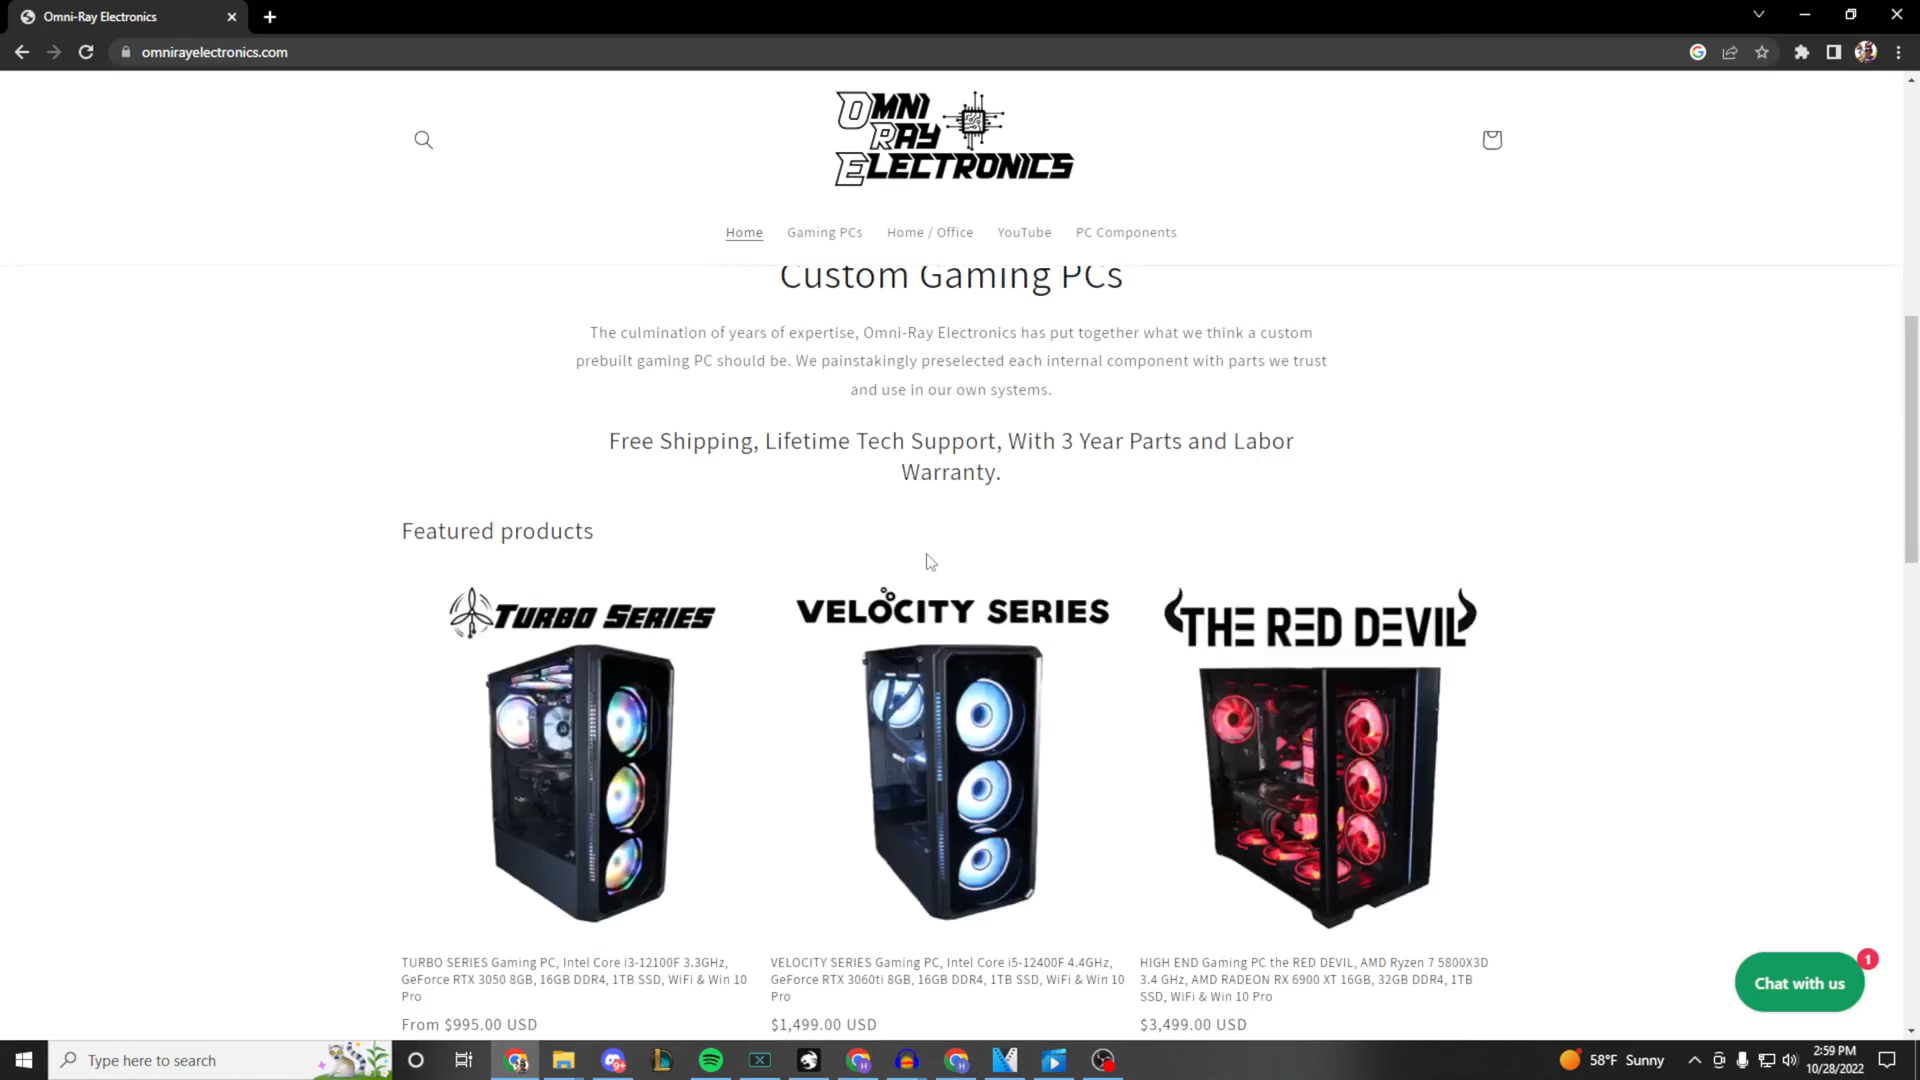 Omni-Ray Electronics
omnirayelectronics.com
OMNI
RAY
ELECTRONICS
Home
Gaming PCs
Home / Office
YouTube
PC Components
Custom Gaming PCs
The culmination of years of expertise, Omni-Ray Electronics has put together what we think a custom
prebuilt gaming PC should be. We painstakingly preselected each internal component with parts we trust
and use in our own systems.
Free Shipping, Lifetime Tech Support, With 3 Year Parts and Labor
Warranty.
Featured products
TURBO SERIES
VELOCITY SERIES
THE RED DEVIL
TURBO SERIES Gaming PC, Intel Core i3-12100F 3.3GHz,
GeForce RTX 3050 8GB, 16GB DDR4, 1TB SSD, WiFi & Win 10
Pro
From $995.00 USD
VELOCITY SERIES Gaming PC, Intel Core i5-12400F 4.4GHz,
GeForce RTX 3060ti 8GB, 16GB DDR4, 1TB SSD, WiFi & Win 10
Pro
$1,499.00 USD
HIGH END Gaming PC the RED DEVIL, AMD Ryzen 7 5800X3D
3.4 GHz, AMD RADEON RX 6900 XT 16GB, 32GB DDR4, 1TB
SSD, WiFi & Win 10 Pro
$3,499.00 USD
1
Chat with us
Type here to search
9+
58°F Sunny
2:59 PM
10/28/2022